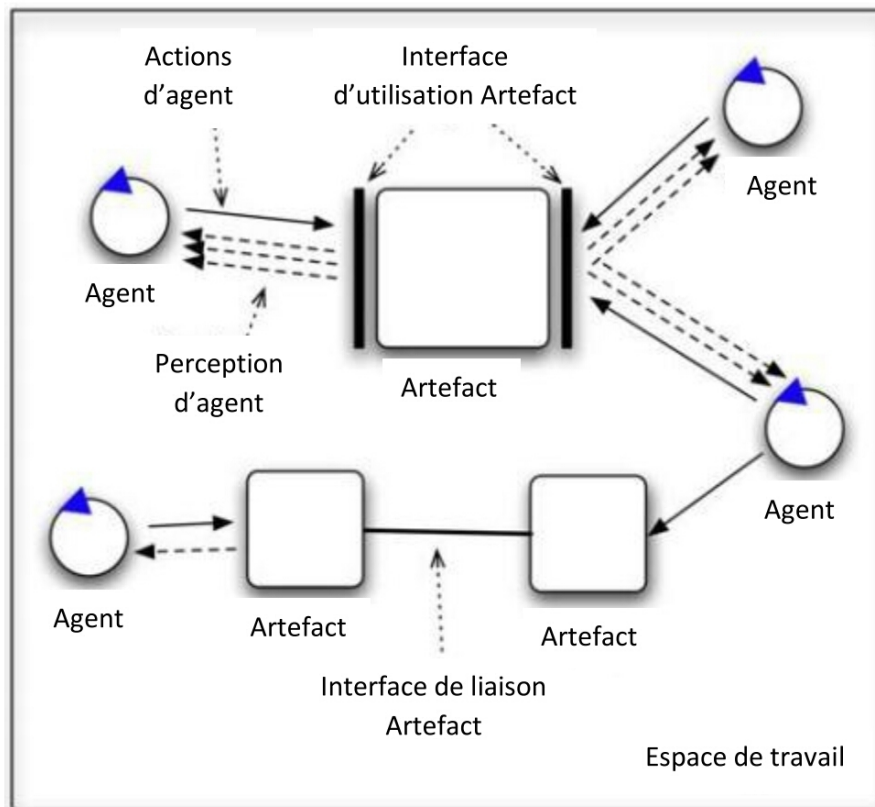 Actions
d’agent
Interface
d’utilisation Artefact
Agent
Agent
Perception
d’agent
Artefact
Agent
Agent
Artefact
Artefact
Interface de liaison
Artefact
Espace de travail